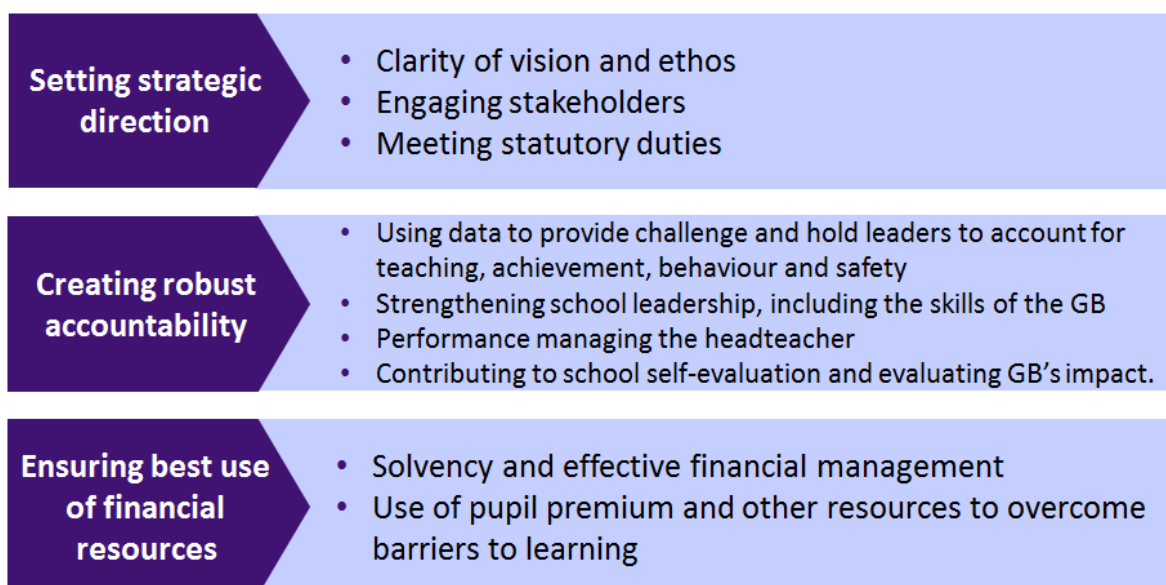 Setting strategic
direction
• Clarity of vision and ethos
• Engaging stakeholders
• Meeting statutory duties
Creating robust
accountability
• Using data to provide challenge and hold leaders to account for
teaching, achievement, behaviour and safety
• Strengthening school leadership, including the skills of the GB
• Performance managing the headteacher
• Contributing to school self-evaluation and evaluating GB's impact.
Ensuring best use
of financial
resources
• Solvency and effective financial management
• Use of pupil premium and other resources to overcome
barriers to learning